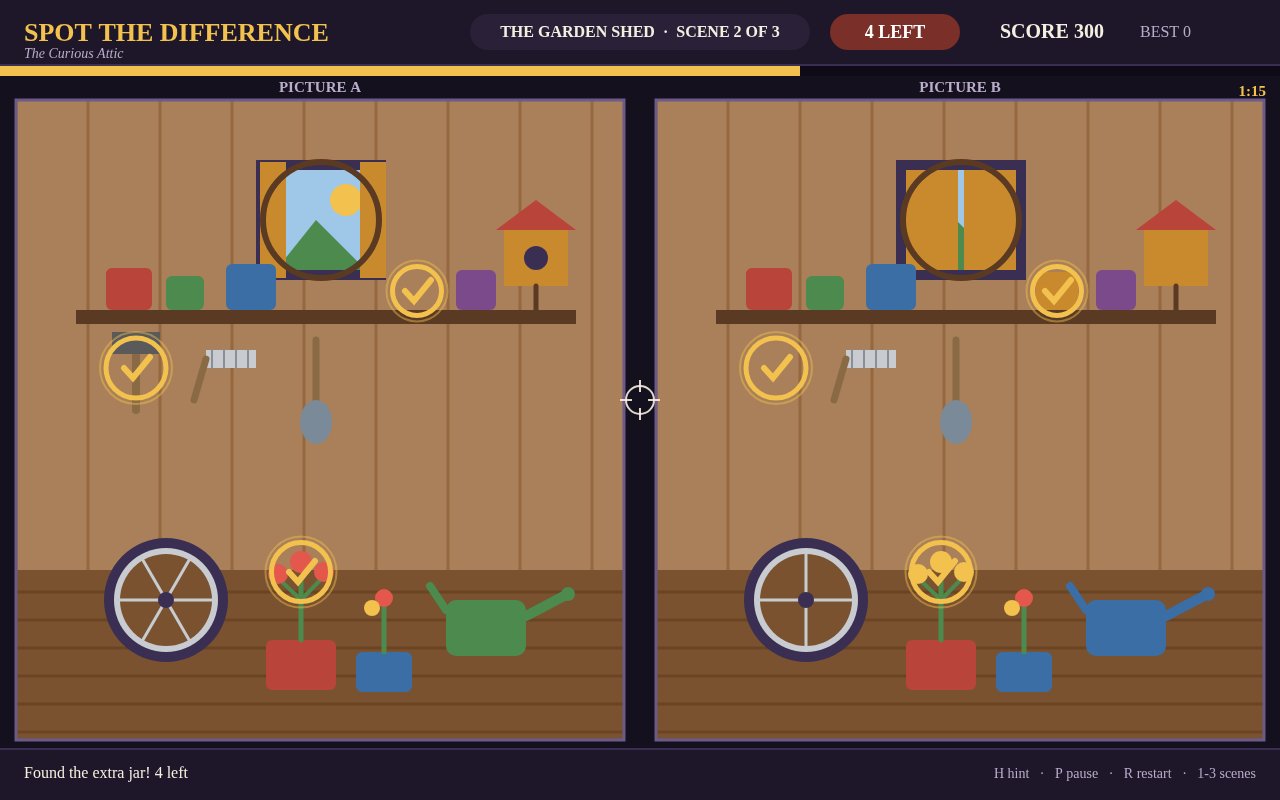 SPOT THE DIFFERENCE
The Curious Attic
THE GARDEN SHED · SCENE 2 OF 3
4 LEFT
SCORE 300
BEST 0
PICTURE A
PICTURE B
1:15
Found the extra jar! 4 left
H hint · P pause · R restart · 1-3 scenes